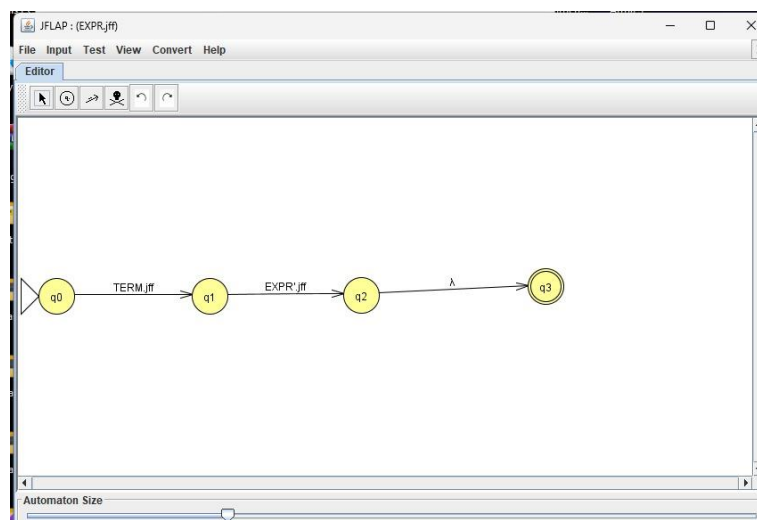 JFLAP : (EXPR.jff)
File Input Test View Convert Help
Editor
TERM.jff EXPR'.jff λ
q0 q1 q2 q3
Automaton Size